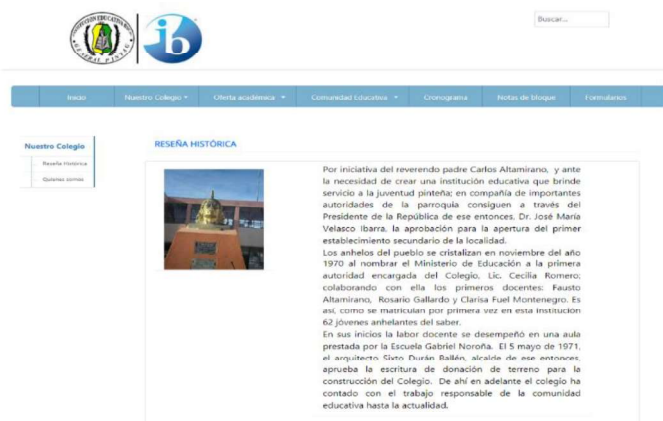 Buscar...
ib
Inicio
Nuestro Colegio
Oferta académica
Comunidad Educativa
Cronograma
Notas de bloque
Formularios
Nuestro Colegio
Reseña Histórica
Quienes somos
RESEÑA HISTÓRICA
Por iniciativa del reverendo padre Carlos Altamirano, y ante
la necesidad de crear una institución educativa que brinde
servicio a la juventud pinteña; en compañía de importantes
autoridades de la parroquia consiguen a través del
Presidente de la República de ese entonces, Dr. José María
Velasco Ibarra, la aprobación para la apertura del primer
establecimiento secundario de la localidad.
Los anhelos del pueblo se cristalizan en noviembre del año
1970 al nombrar el Ministerio de Educación a la primera
autoridad encargada del Colegio, Lic. Cecilia Romero;
colaborando con ella los primeros docentes: Fausto
Altamirano, Rosario Gallardo y Clarisa Fuel Montenegro. Es
así, como se matriculan por primera vez en esta institución
62 jóvenes anhelantes del saber.
En sus inicios la labor docente se desempeñó en una aula
prestada por la Escuela Gabriel Noroña. El 5 mayo de 1971,
el arquitecto Sixto Durán Ballén, alcalde de ese entonces,
aprueba la escritura de donación de terreno para la
construcción del Colegio. De ahí en adelante el colegio ha
contado con el trabajo responsable de la comunidad
educativa hasta la actualidad.